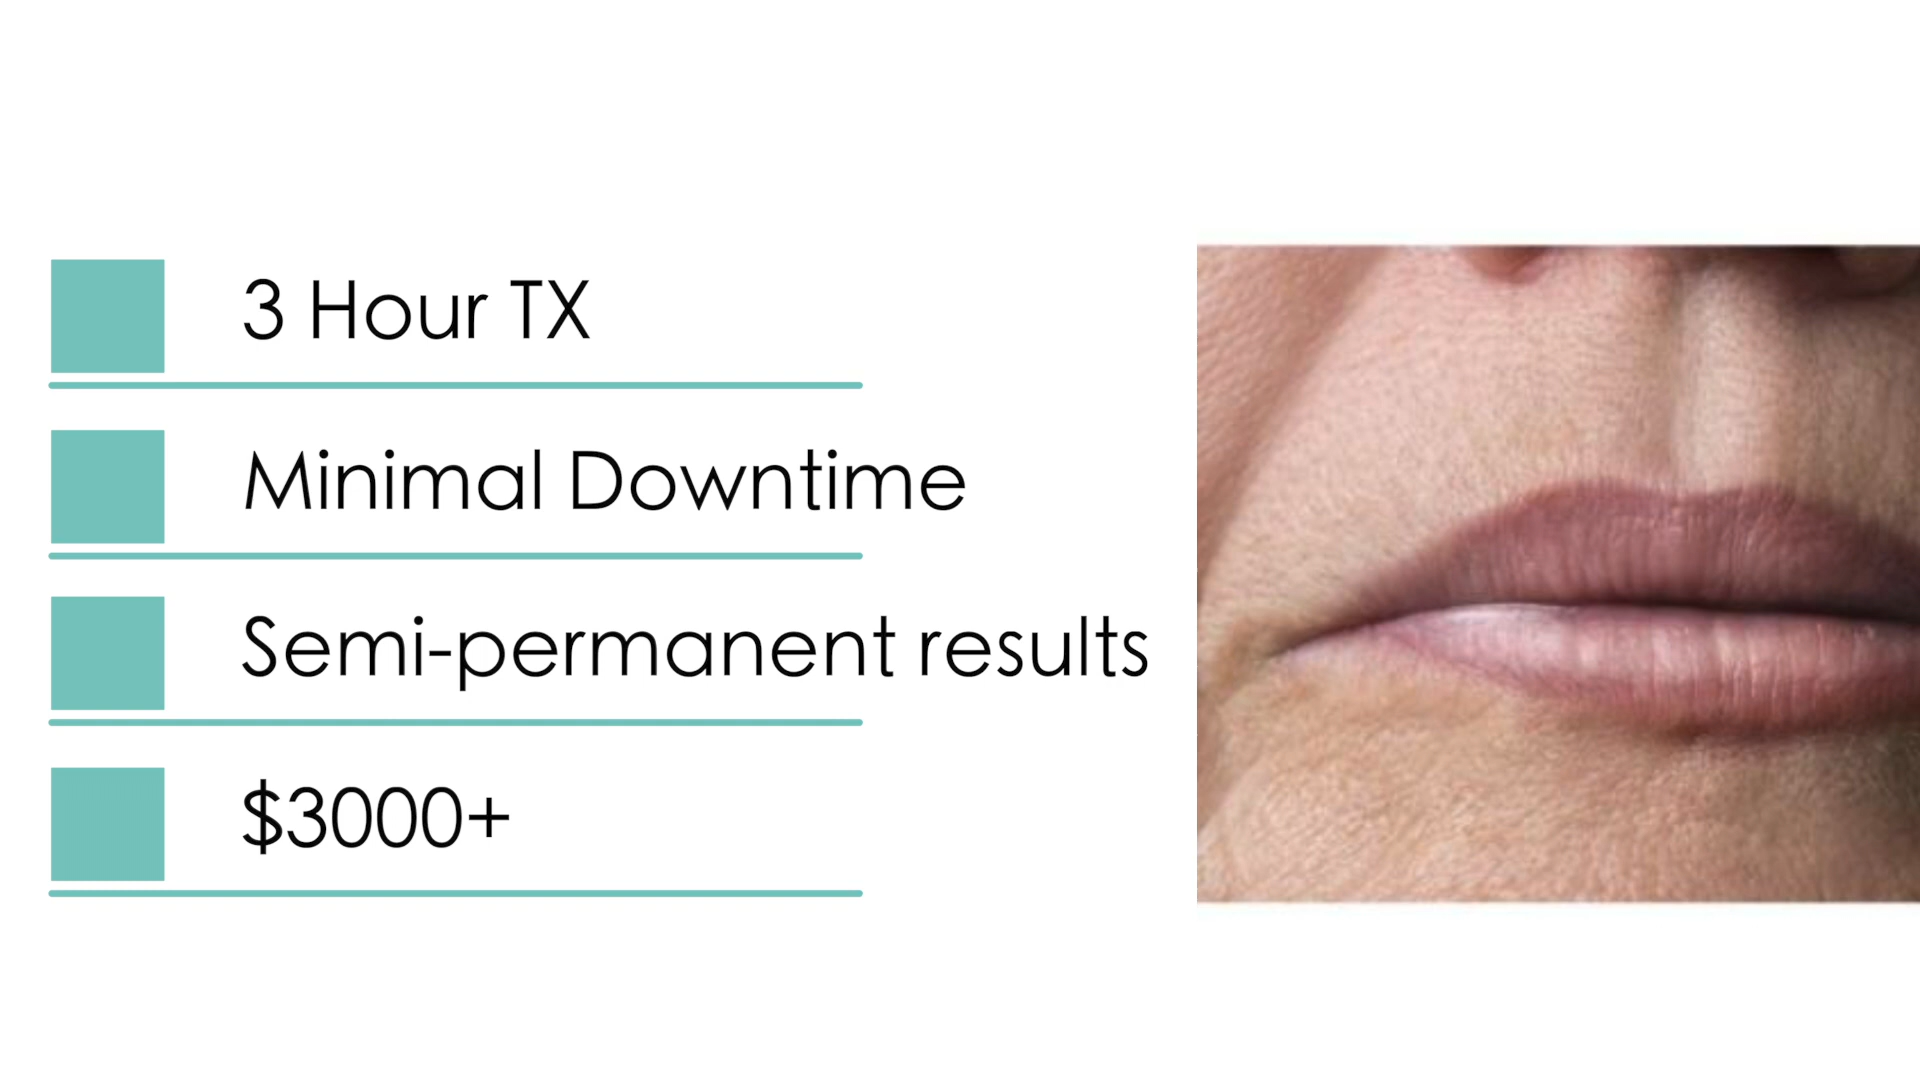 3 Hour TX
Minimal Downtime
Semi-permanent results
$3000+